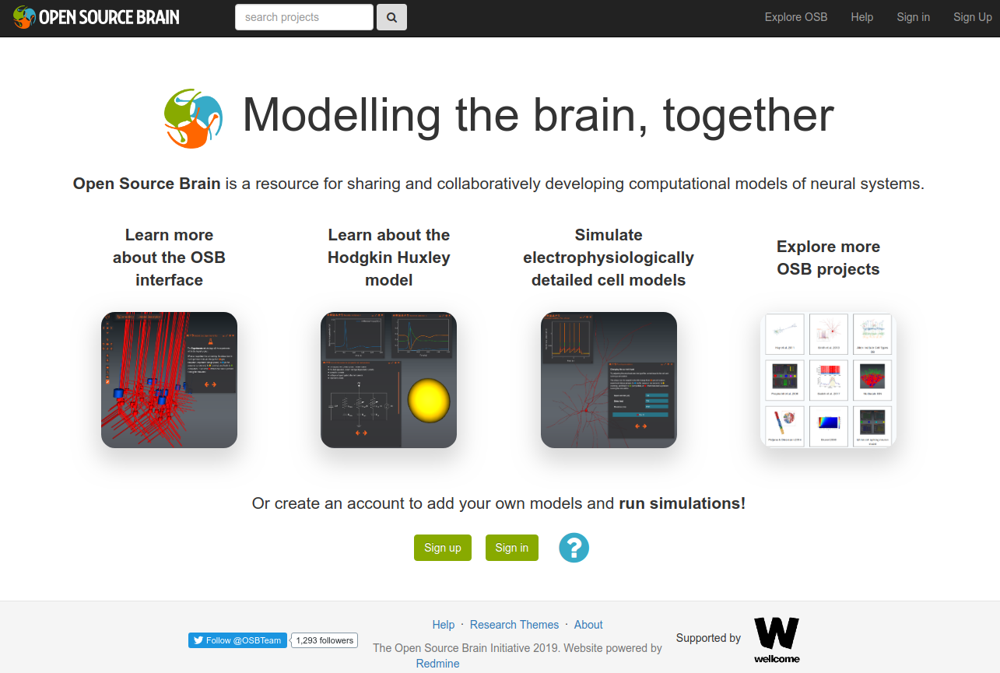 OPEN SOURCE BRAIN
search projects
Explore OSB
Help
Sign in
Sign Up
Modelling the brain, together
Open Source Brain is a resource for sharing and collaboratively developing computational models of neural systems.
Learn more
about the OSB
interface
Learn about the
Hodgkin Huxley
model
Simulate
electrophysiologically
detailed cell models
Explore more
OSB projects
Or create an account to add your own models and run simulations!
Sign up
Sign in
?
Help · Research Themes · About
Follow @OSBTeam
1,293 followers
The Open Source Brain Initiative 2019. Website powered by
Redmine
Supported by
W
wellcome